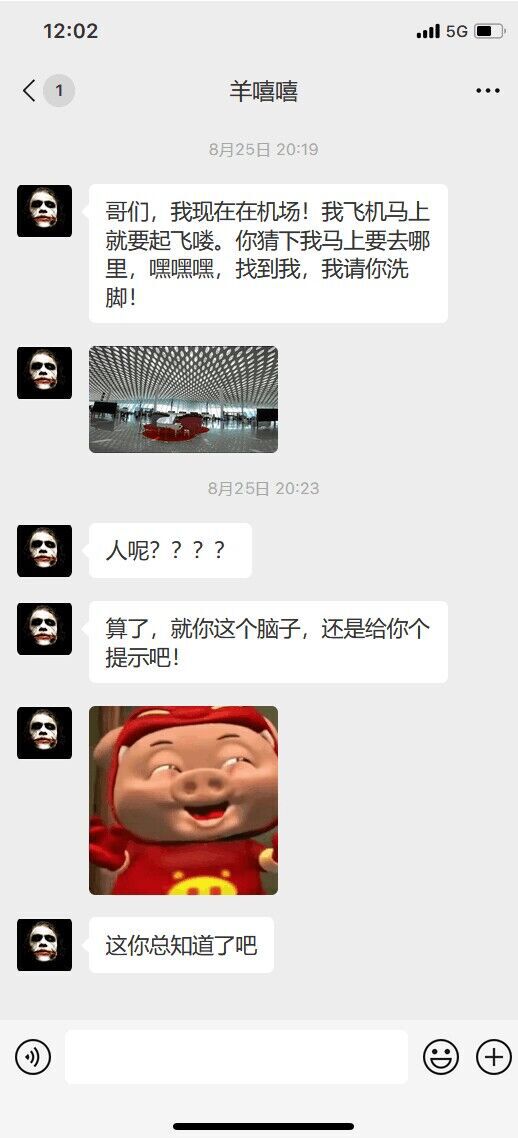 12:02
5G
1
羊嘻嘻
8月25日 20:19
哥们，我现在在机场！我飞机马上
就要起飞喽。你猜下我马上要去哪
里，嘿嘿嘿，找到我，我请你洗
脚！
8月25日 20:23
人呢？？？？
算了，就你这个脑子，还是给你个
提示吧！
这你总知道了吧